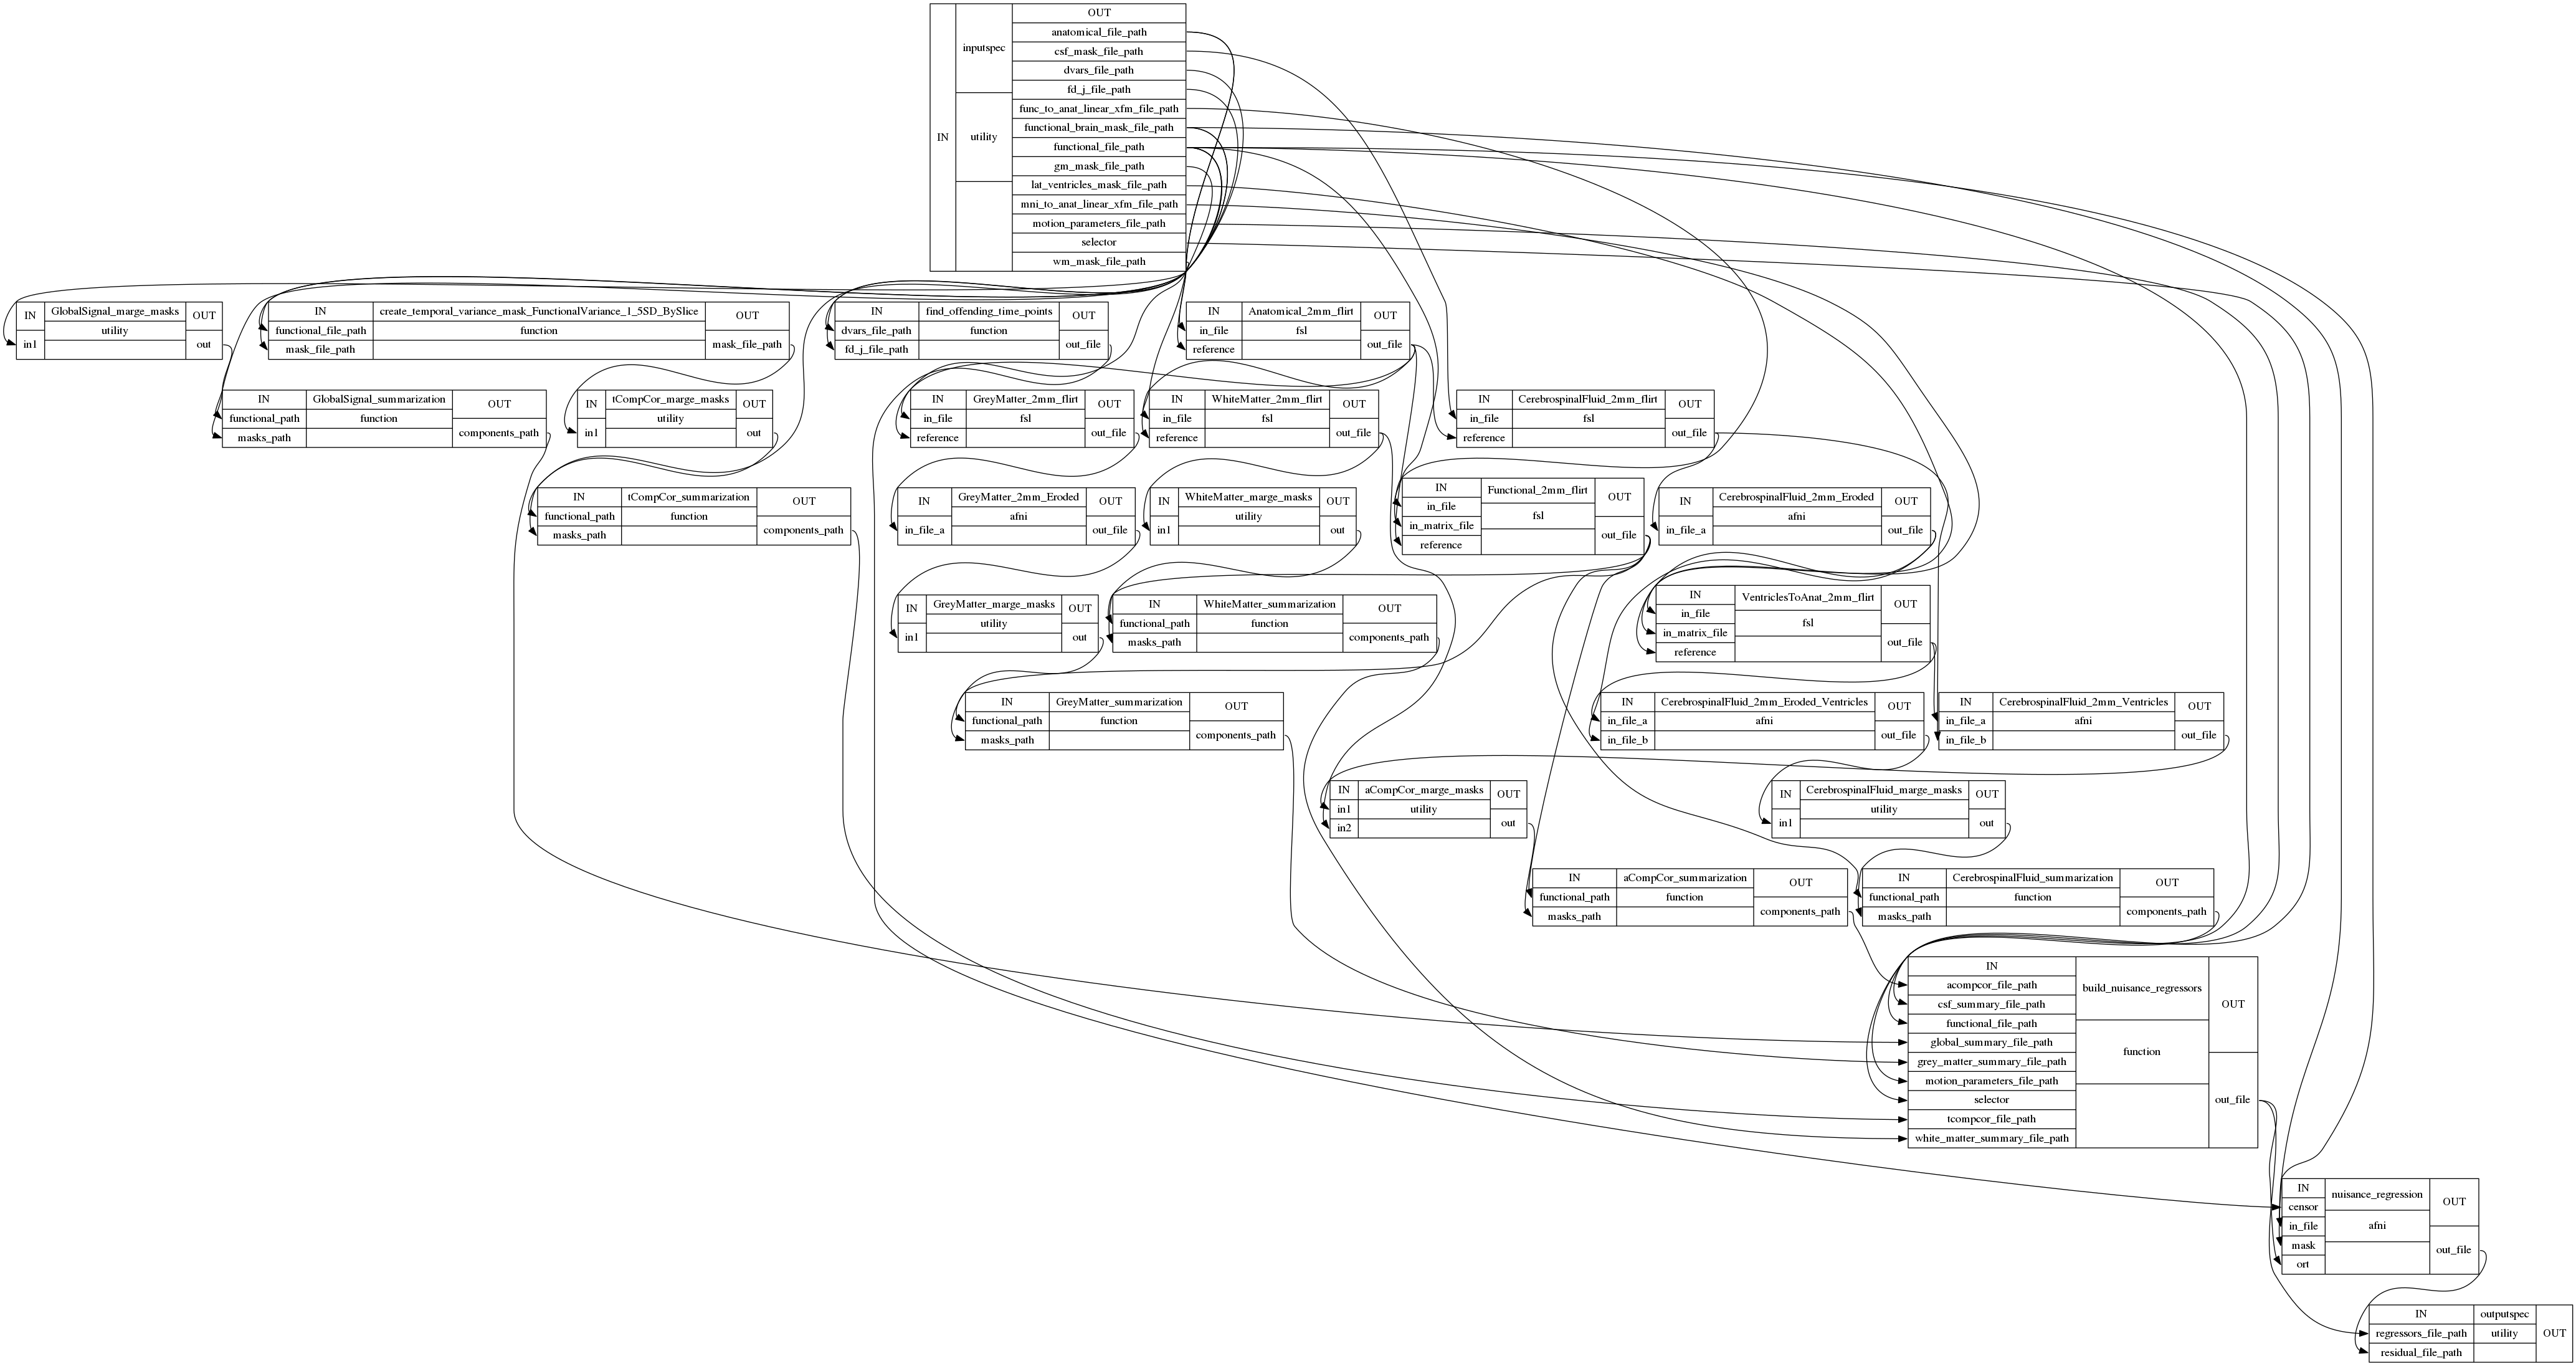 IN
inputspec
utility
OUT
anatomical_file_path
csf_mask_file_path
dvars_file_path
fd_j_file_path
func_to_anat_linear_xfm_file_path
functional_brain_mask_file_path
functional_file_path
gm_mask_file_path
lat_ventricles_mask_file_path
mni_to_anat_linear_xfm_file_path
motion_parameters_file_path
selector
wm_mask_file_path
IN
in1
GlobalSignal_marge_masks
utility
OUT
out
IN
functional_file_path
mask_file_path
create_temporal_variance_mask_FunctionalVariance_1_5SD_BySlice
function
OUT
mask_file_path
IN
dvars_file_path
fd_j_file_path
find_offending_time_points
function
OUT
out_file
IN
in_file
reference
Anatomical_2mm_flirt
fsl
OUT
out_file
IN
functional_path
masks_path
GlobalSignal_summarization
function
OUT
components_path
IN
in1
tCompCor_marge_masks
utility
OUT
out
IN
in_file
reference
GreyMatter_2mm_flirt
fsl
OUT
out_file
IN
in_file
reference
WhiteMatter_2mm_flirt
fsl
OUT
out_file
IN
in_file
reference
CerebrospinalFluid_2mm_flirt
fsl
OUT
out_file
IN
functional_path
masks_path
tCompCor_summarization
function
OUT
components_path
IN
in_file_a
GreyMatter_2mm_Eroded
afni
OUT
out_file
IN
in1
WhiteMatter_marge_masks
utility
OUT
out
IN
in_file
in_matrix_file
reference
Functional_2mm_flirt
fsl
OUT
out_file
IN
in_file_a
CerebrospinalFluid_2mm_Eroded
afni
OUT
out_file
IN
in1
GreyMatter_marge_masks
utility
OUT
out
IN
functional_path
masks_path
WhiteMatter_summarization
function
OUT
components_path
IN
in_file
in_matrix_file
reference
VentriclesToAnat_2mm_flirt
fsl
OUT
out_file
IN
functional_path
masks_path
GreyMatter_summarization
function
OUT
components_path
IN
in_file_a
in_file_b
CerebrospinalFluid_2mm_Eroded_Ventricles
afni
OUT
out_file
IN
in_file_a
in_file_b
CerebrospinalFluid_2mm_Ventricles
afni
OUT
out_file
IN
in1
in2
aCompCor_marge_masks
utility
OUT
out
IN
in1
CerebrospinalFluid_marge_masks
utility
OUT
out
IN
functional_path
masks_path
aCompCor_summarization
function
OUT
components_path
IN
functional_path
masks_path
CerebrospinalFluid_summarization
function
OUT
components_path
IN
acompcor_file_path
csf_summary_file_path
functional_file_path
global_summary_file_path
grey_matter_summary_file_path
motion_parameters_file_path
selector
tcompcor_file_path
white_matter_summary_file_path
build_nuisance_regressors
function
OUT
out_file
IN
censor
in_file
mask
ort
nuisance_regression
afni
OUT
out_file
IN
regressors_file_path
residual_file_path
outputspec
utility
OUT